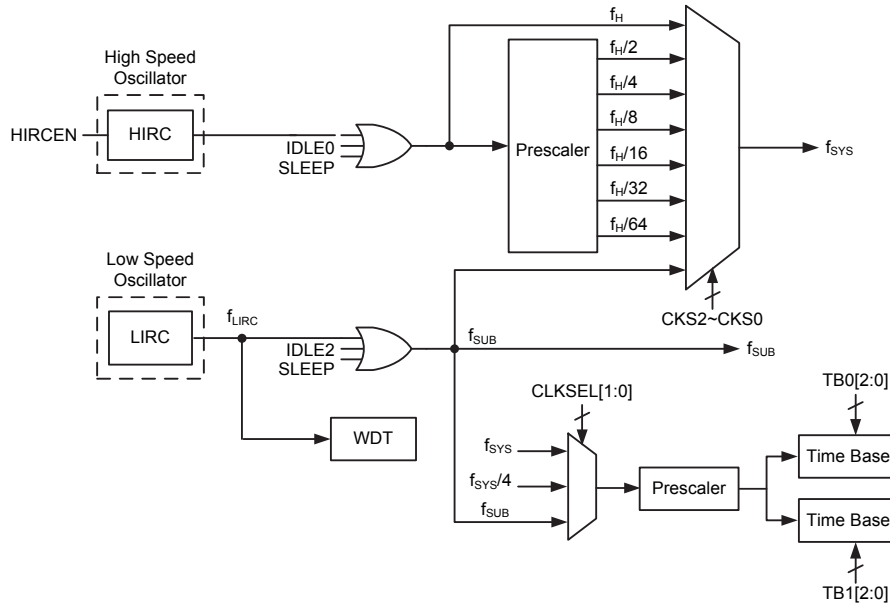 High Speed
Oscillator
HIRCEN
HIRC
IDLE0
SLEEP
Prescaler
fH
fH/2
fH/4
fH/8
fH/16
fH/32
fH/64
fSYS
CKS2~CKS0
Low Speed
Oscillator
LIRC
fLIRC
IDLE2
SLEEP
fSUB
fSUB
WDT
CLKSEL[1:0]
fSYS
fSYS/4
fSUB
Prescaler
TB0[2:0]
Time Base
Time Base
TB1[2:0]